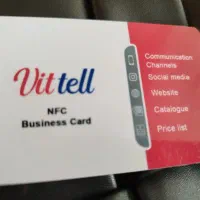 Vittell
NFC
Business Card
Communication
Channels
Social media
Website
Catalogue
Price list